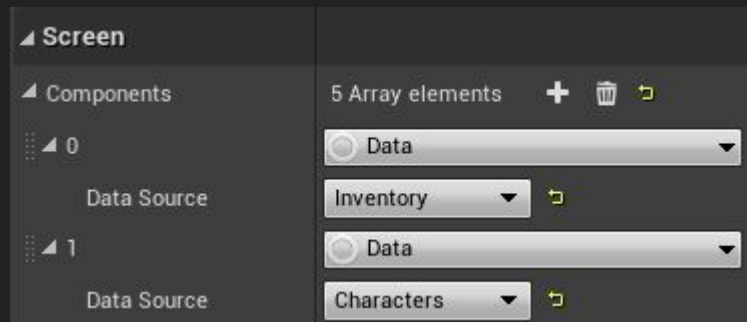 Screen
Components 5 Array elements
0 Data
Data Source Inventory
1 Data
Data Source Characters